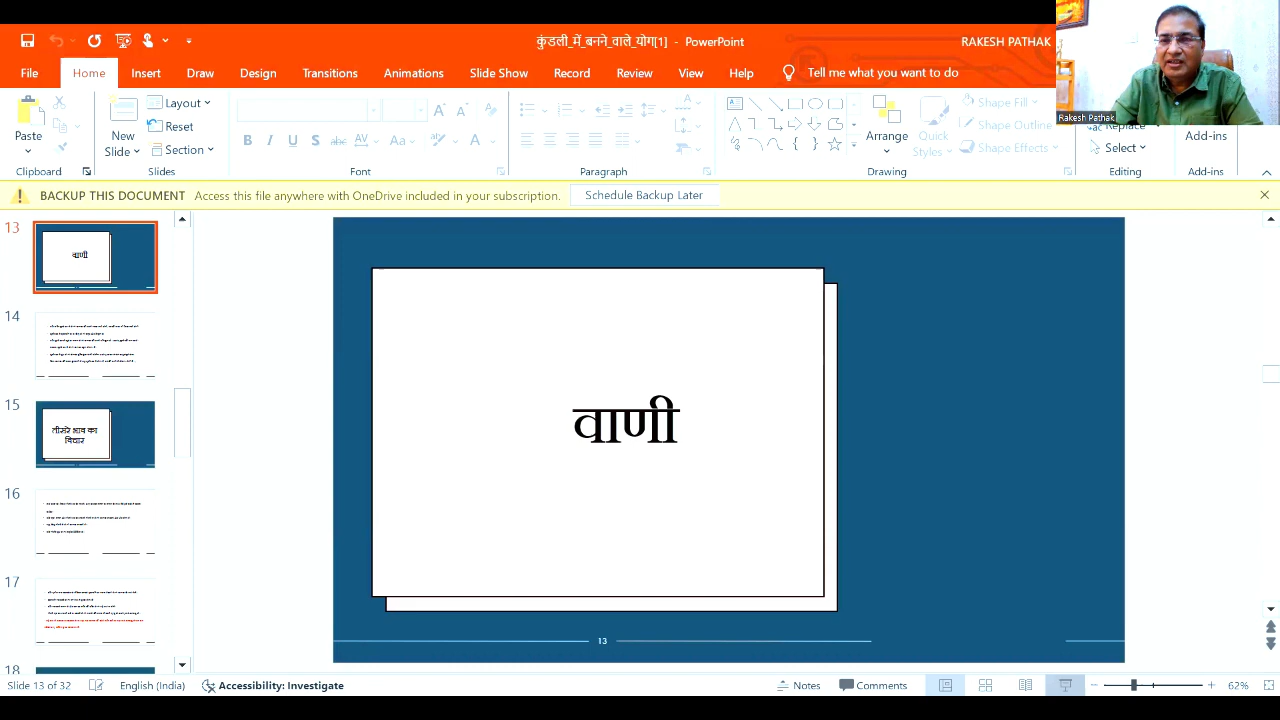 कुंडली_में_बनने_वाले_योग[1] - PowerPoint
RAKESH PATHAK
File Home Insert Draw Design Transitions Animations Slide Show Record Review View Help Tell me what you want to do
Rakesh Pathak
Paste
Clipboard
New Slide
Layout
Reset
Section
Slides
Font
Paragraph
Arrange
Quick Styles
Shape Fill
Shape Outline
Shape Effects
Drawing
Replace
Select
Editing
Add-ins
Add-ins
BACKUP THIS DOCUMENT Access this file anywhere with OneDrive included in your subscription. Schedule Backup Later
13
वाणी
14
15
तीसरे भाव का
विचार
16
17
18
वाणी
13
Slide 13 of 32 English (India) Accessibility: Investigate Notes Comments 62%